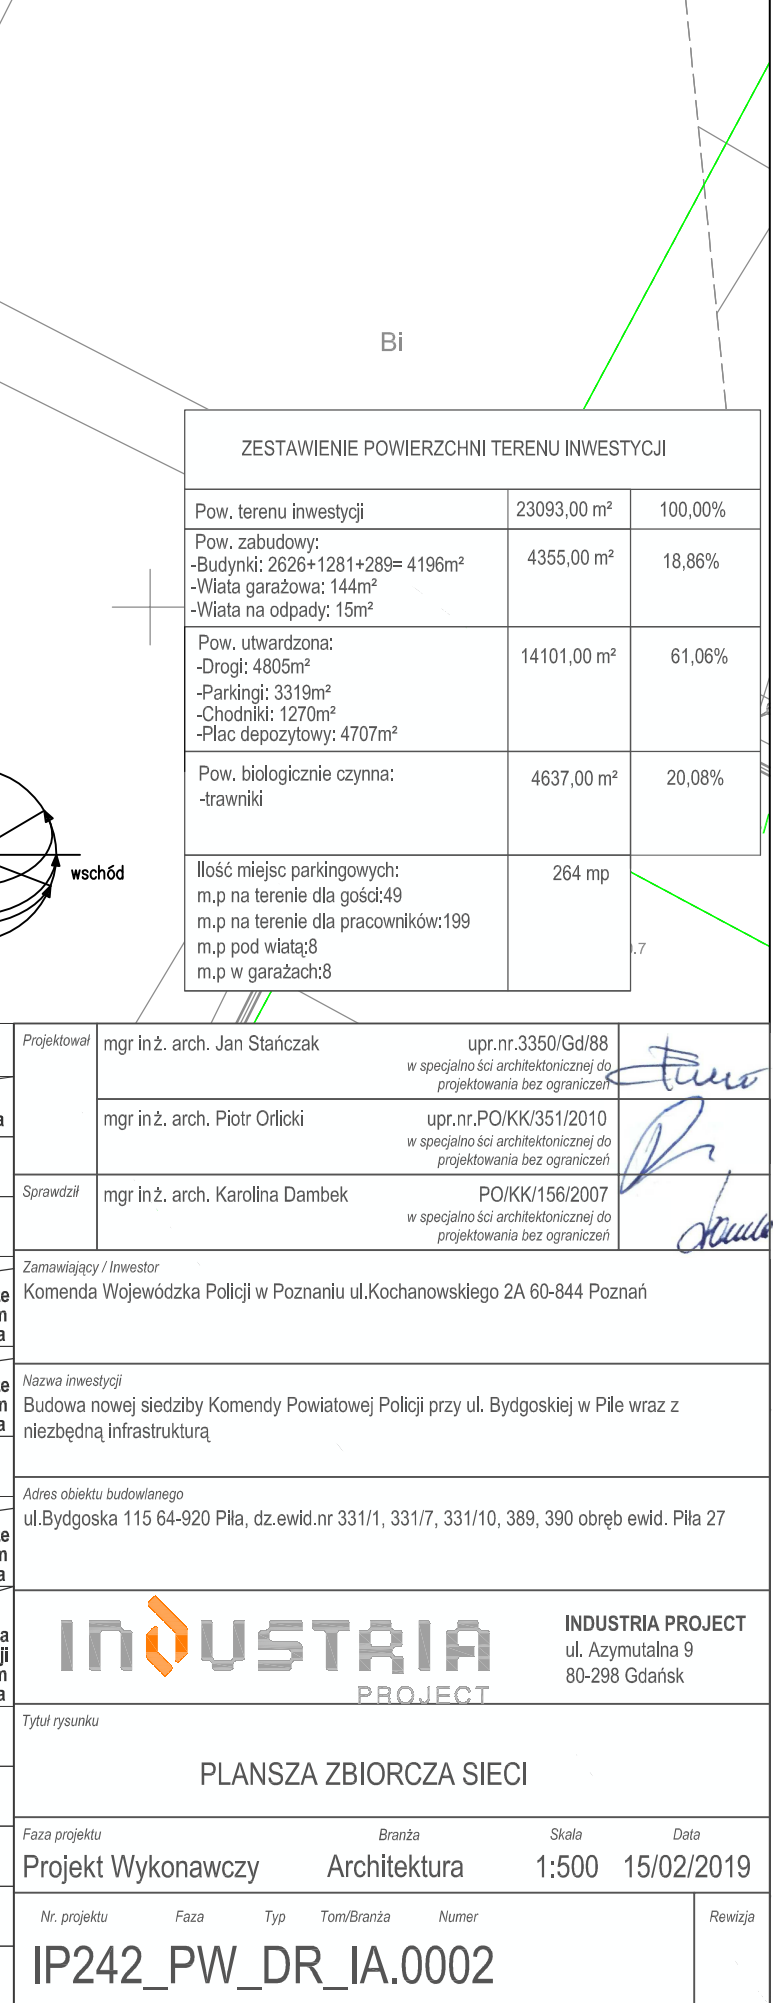 Bi
ZESTAWIENIE POWIERZCHNI TERENU INWESTYCJI
Pow. terenu inwestycji 23093,00 m² 100,00%
Pow. zabudowy:
-Budynki: 2626+1281+289= 4196m² 4355,00 m² 18,86%
-Wiata garażowa: 144m²
-Wiata na odpady: 15m²
Pow. utwardzona:
-Drogi: 4805m² 14101,00 m² 61,06%
-Parkingi: 3319m²
-Chodniki: 1270m²
-Plac depozytowy: 4707m²
Pow. biologicznie czynna: 4637,00 m² 20,08%
-trawniki
wschód
Ilość miejsc parkingowych: 264 mp
m.p na terenie dla gości:49
m.p na terenie dla pracowników:199
m.p pod wiatą:8
m.p w garażach:8
.7
Projektował mgr inż. arch. Jan Stańczak upr.nr.3350/Gd/88
w specjalności architektonicznej do
projektowania bez ograniczeń
mgr inż. arch. Piotr Orlicki upr.nr.PO/KK/351/2010
w specjalności architektonicznej do
projektowania bez ograniczeń
Sprawdził mgr inż. arch. Karolina Dambek PO/KK/156/2007
w specjalności architektonicznej do
projektowania bez ograniczeń
Zamawiający / Inwestor
Komenda Wojewódzka Policji w Poznaniu ul.Kochanowskiego 2A 60-844 Poznań
Nazwa inwestycji
Budowa nowej siedziby Komendy Powiatowej Policji przy ul. Bydgoskiej w Pile wraz z
niezbędną infrastrukturą
Adres obiektu budowlanego
ul.Bydgoska 115 64-920 Piła, dz.ewid.nr 331/1, 331/7, 331/10, 389, 390 obręb ewid. Piła 27
INDUSTRIA
PROJECT
INDUSTRIA PROJECT
ul. Azymutalna 9
80-298 Gdańsk
Tytuł rysunku
PLANSZA ZBIORCZA SIECI
Faza projektu Branża Skala Data
Projekt Wykonawczy Architektura 1:500 15/02/2019
Nr. projektu Faza Typ Tom/Branża Numer Rewizja
IP242_PW_DR_IA.0002